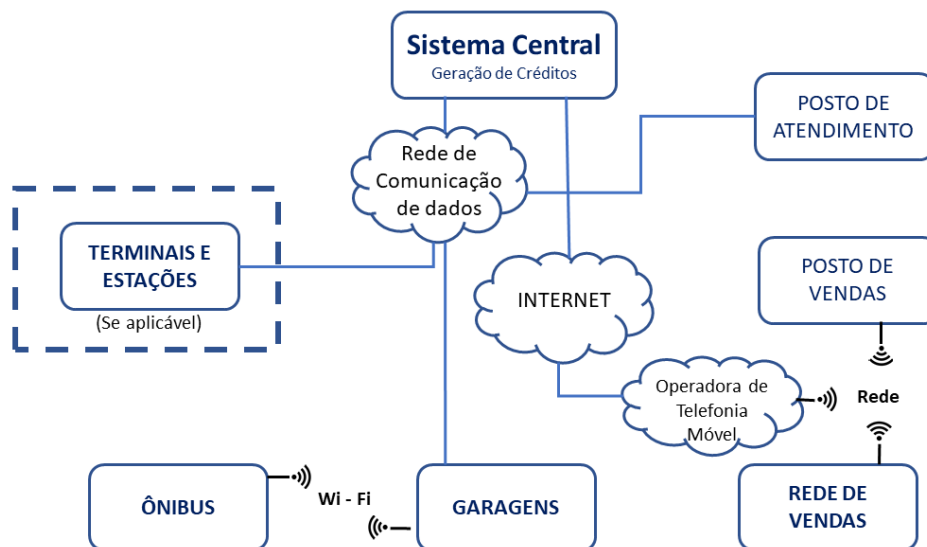 Sistema Central
Geração de Créditos
POSTO DE
ATENDIMENTO
Rede de
Comunicação
de dados
TERMINAIS E
ESTAÇÕES
(Se aplicável)
INTERNET
POSTO DE
VENDAS
Operadora de
Telefonia
Móvel
Rede
ÔNIBUS
Wi - Fi
GARAGENS
REDE DE
VENDAS